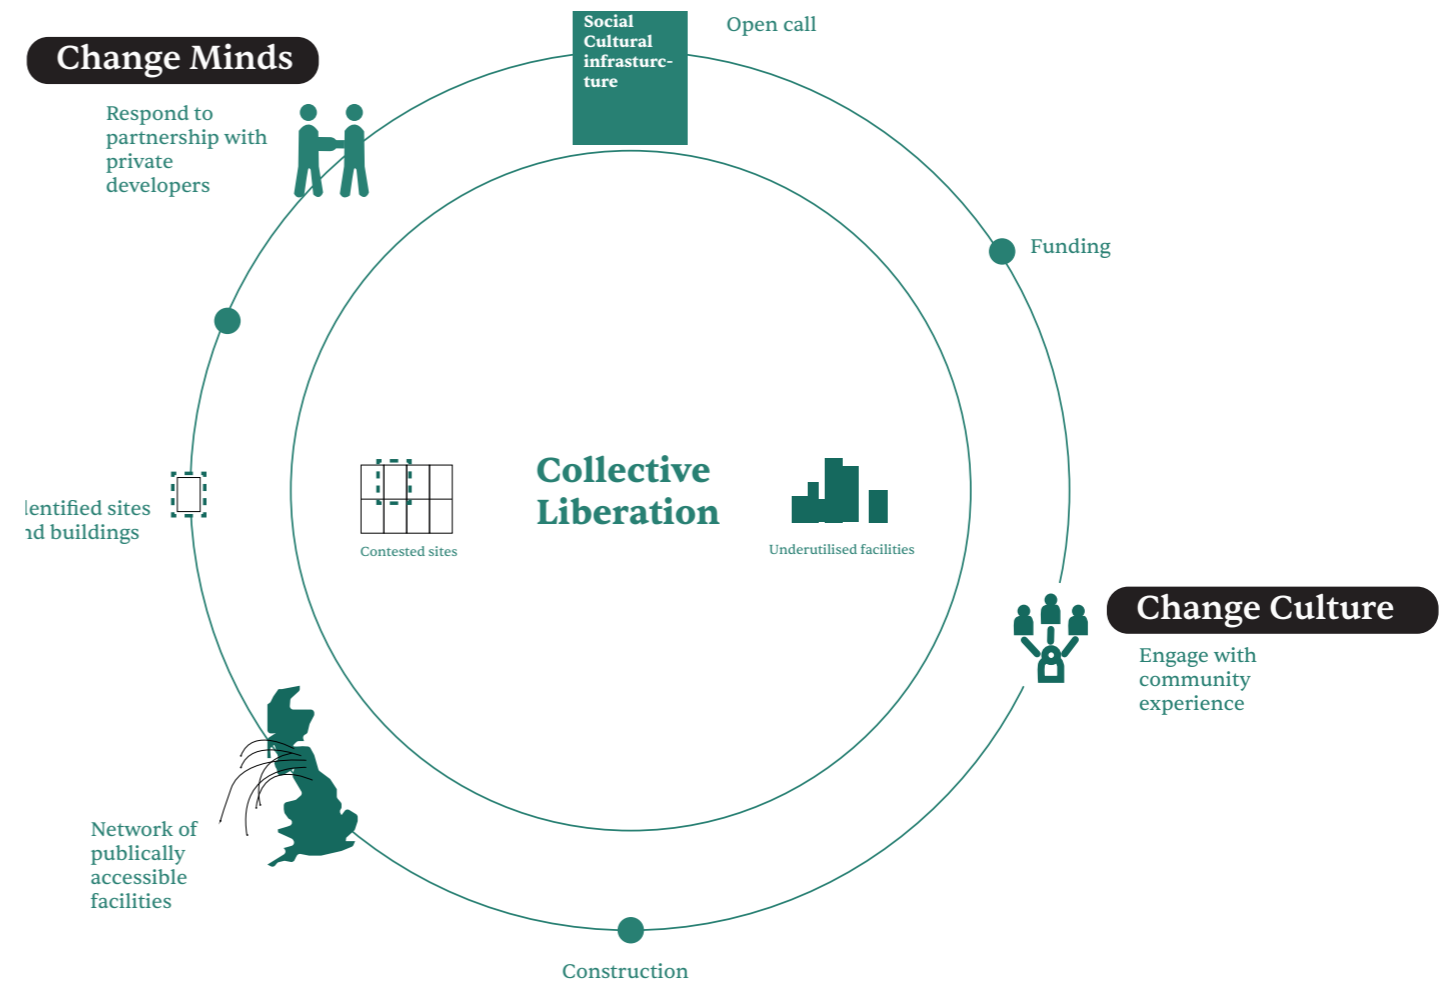 Social
Cultural
infrasturc-
ture
Open call
Change Minds
Respond to
partnership with
private
developers
Funding
Collective
Liberation
Contested sites
Underutilised facilities
lentified sites
nd buildings
Change Culture
Engage with
community
experience
Network of
publically
accessible
facilities
Construction